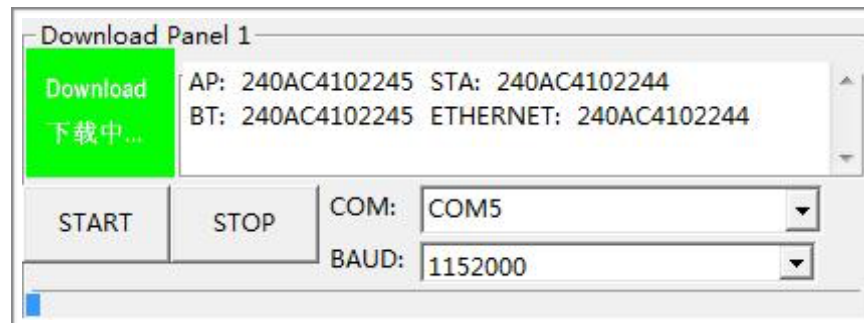 Download Panel 1
Download
下载中...
AP: 240AC4102245 STA: 240AC4102244
BT: 240AC4102245 ETHERNET: 240AC4102244
START
STOP
COM: COM5
BAUD: 1152000